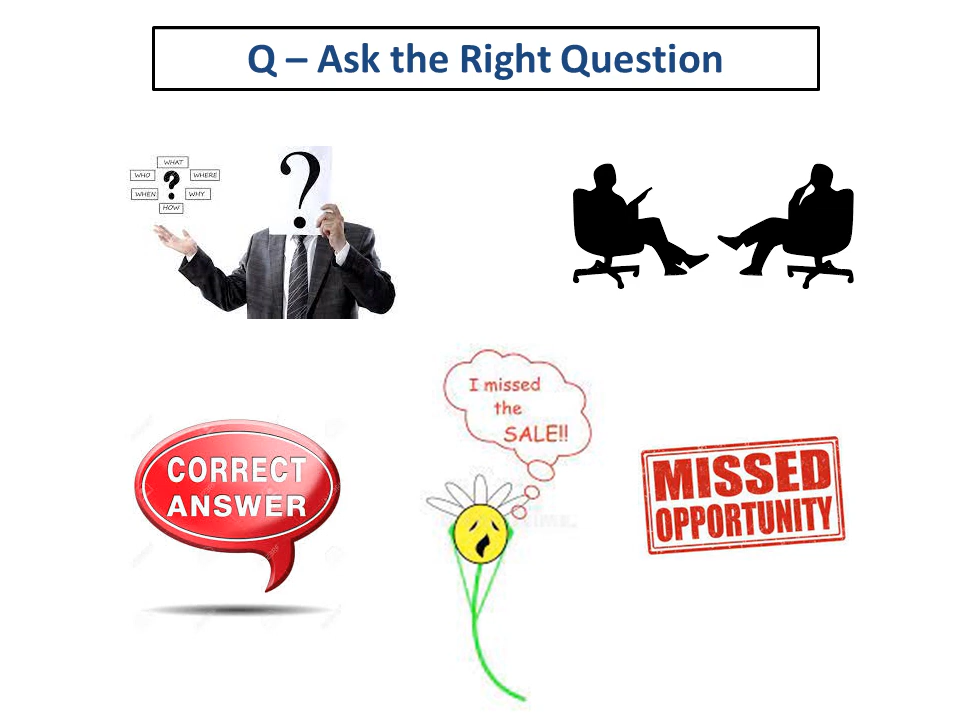 Q – Ask the Right Question
WHAT
WHO
WHERE
?
?
WHEN
WHY
HOW
I missed
the
SALE!!
CORRECT
ANSWER
MISSED
OPPORTUNITY